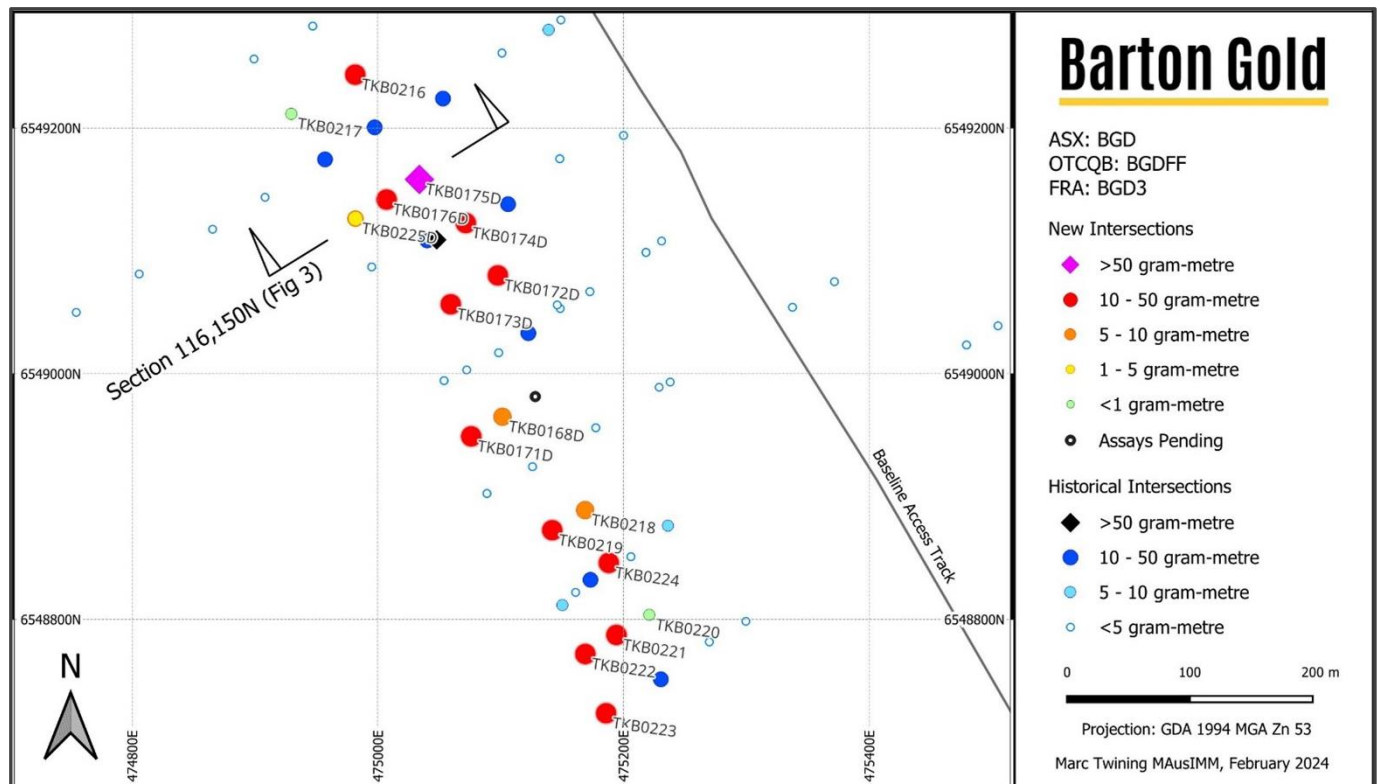 TKB0216
6549200N
6549200N
TKB0217
TKB0175D
TKB0176D
TKB0225D
TKB0174D
TKB0172D
Section 116,150N (Fig 3)
TKB0173D
6549000N
6549000N
TKB0168D
TKB0171D
Baseline Access Track
TKB0218
TKB0219
TKB0224
6548800N
6548800N
TKB0220
TKB0221
TKB0222
TKB0223
N
474800E
475000E
475200E
475400E
Barton Gold
ASX: BGD
OTCQB: BGDFF
FRA: BGD3
New Intersections
>50 gram-metre
10 - 50 gram-metre
5 - 10 gram-metre
1 - 5 gram-metre
<1 gram-metre
Assays Pending
Historical Intersections
>50 gram-metre
10 - 50 gram-metre
5 - 10 gram-metre
<5 gram-metre
0 100 200 m
Projection: GDA 1994 MGA Zn 53
Marc Twining MAusIMM, February 2024